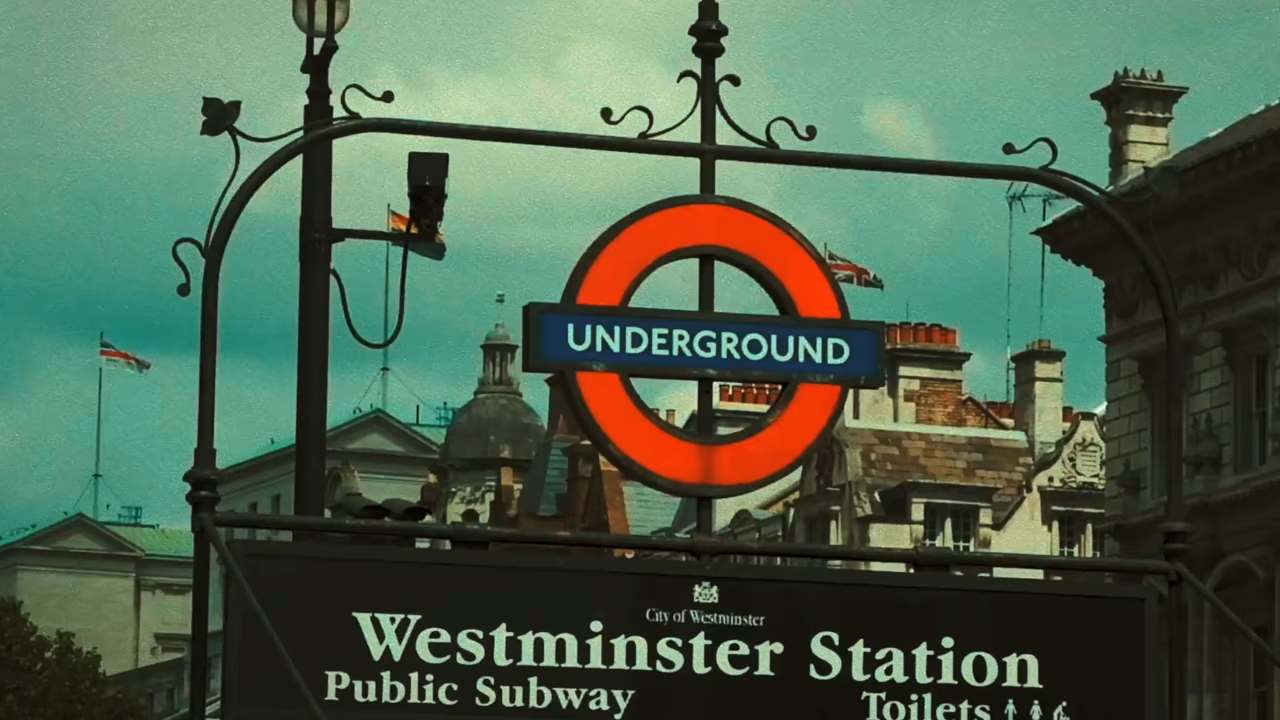 UNDERGROUND
City of Westminster
Westminster Station
Public Subway Toilets